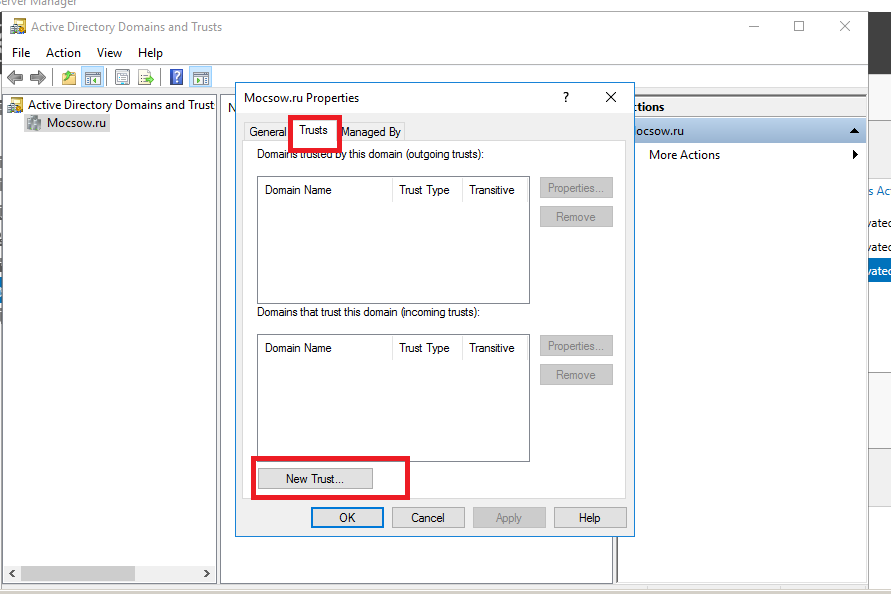 Server Manager
Active Directory Domains and Trusts
File Action View Help
Active Directory Domains and Trust
Mocsow.ru
N
Mocsow.ru Properties
?
General Trusts Managed By
Domains trusted by this domain (outgoing trusts):
Domain Name Trust Type Transitive
Properties...
Remove
Domains that trust this domain (incoming trusts):
Domain Name Trust Type Transitive
Properties...
Remove
New Trust...
OK Cancel Apply Help
ctions
ocsow.ru
More Actions
s Ac
vated
vated
vated